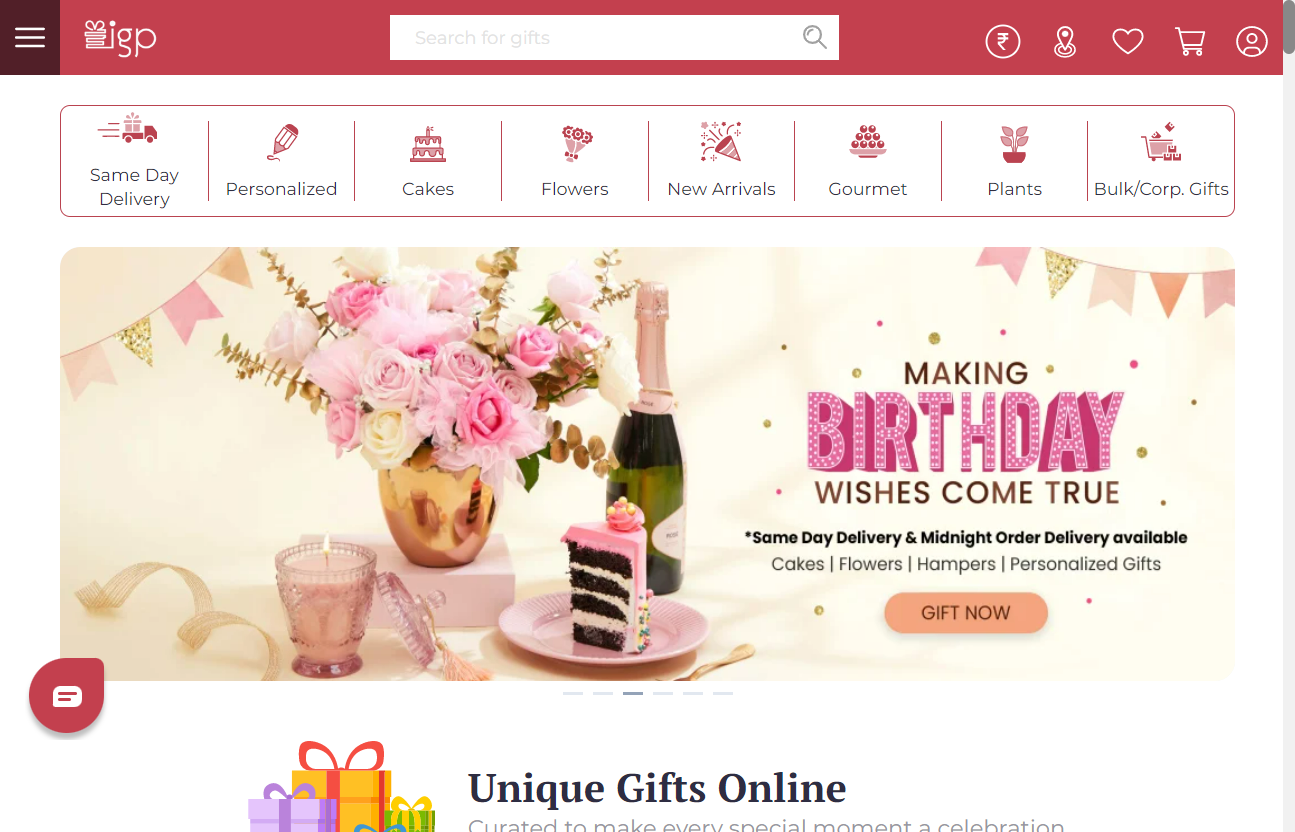 igp
Search for gifts
Same Day
Delivery
Personalized
Cakes
Flowers
New Arrivals
Gourmet
Plants
Bulk/Corp. Gifts
MAKING
BIRTHDAY
WISHES COME TRUE
*Same Day Delivery & Midnight Order Delivery available
Cakes | Flowers | Hampers | Personalized Gifts
GIFT NOW
Unique Gifts Online
Curated to make every special moment a celebration